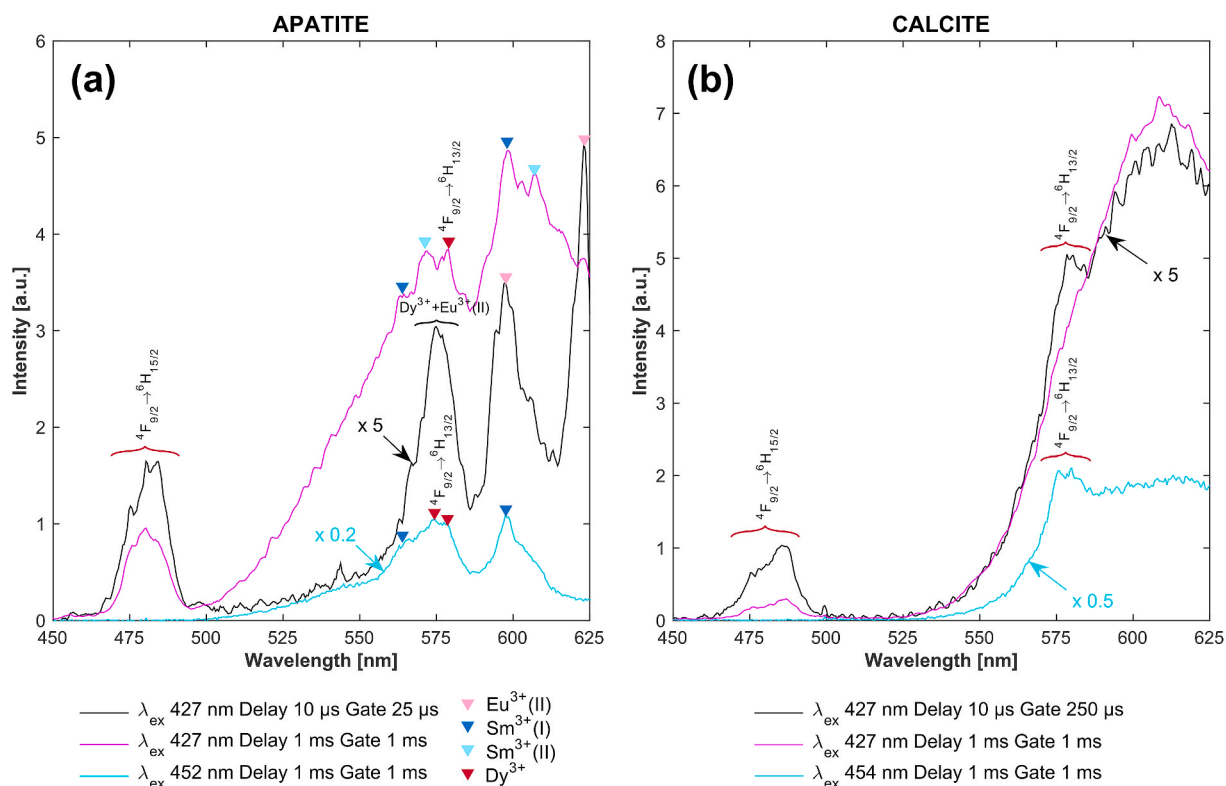 APATITE
(a)
Intensity [a.u.]
6
5
4
3
2
1
0
⁴F₉/₂→⁶H₁₅/₂
⁴F₉/₂→⁶H₁₃/₂
Dy³⁺+Eu³⁺(II)
x 5
⁴F₉/₂→⁶H₁₃/₂
x 0.2
450 475 500 525 550 575 600 625
Wavelength [nm]
λex 427 nm Delay 10 µs Gate 25 µs
λex 427 nm Delay 1 ms Gate 1 ms
λex 452 nm Delay 1 ms Gate 1 ms
Eu³⁺(II)
Sm³⁺(I)
Sm³⁺(II)
Dy³⁺
CALCITE
(b)
Intensity [a.u.]
8
7
6
5
4
3
2
1
0
⁴F₉/₂→⁶H₁₅/₂
⁴F₉/₂→⁶H₁₃/₂
x 5
⁴F₉/₂→⁶H₁₃/₂
x 0.5
450 475 500 525 550 575 600 625
Wavelength [nm]
λex 427 nm Delay 10 µs Gate 250 µs
λex 427 nm Delay 1 ms Gate 1 ms
λex 454 nm Delay 1 ms Gate 1 ms